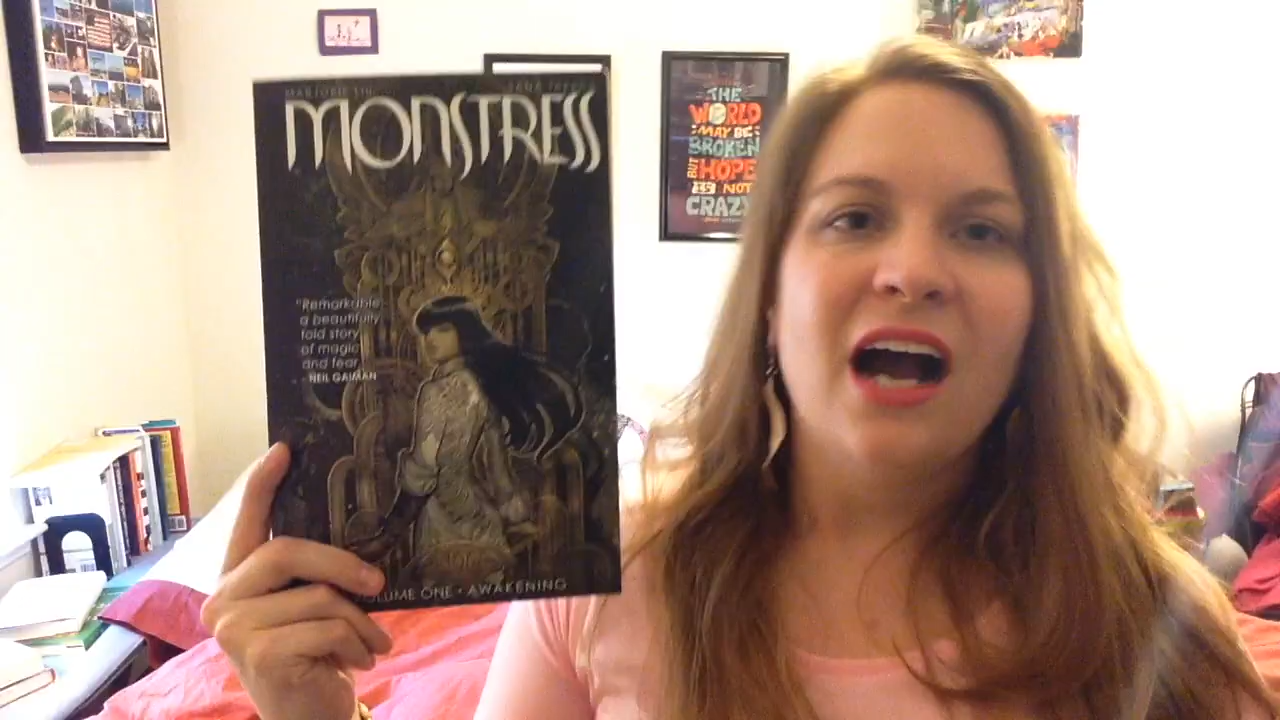 MARJORIE LIU SANA TAKEDA
MONSTRESS
"Remarkable
a beautifully
told story
of magic
and fear
- NEIL GAIMAN
VOLUME ONE • AWAKENING
THE
WORLD
MAY BE
BROKEN
BUT HOPE
IS NOT
CRAZY